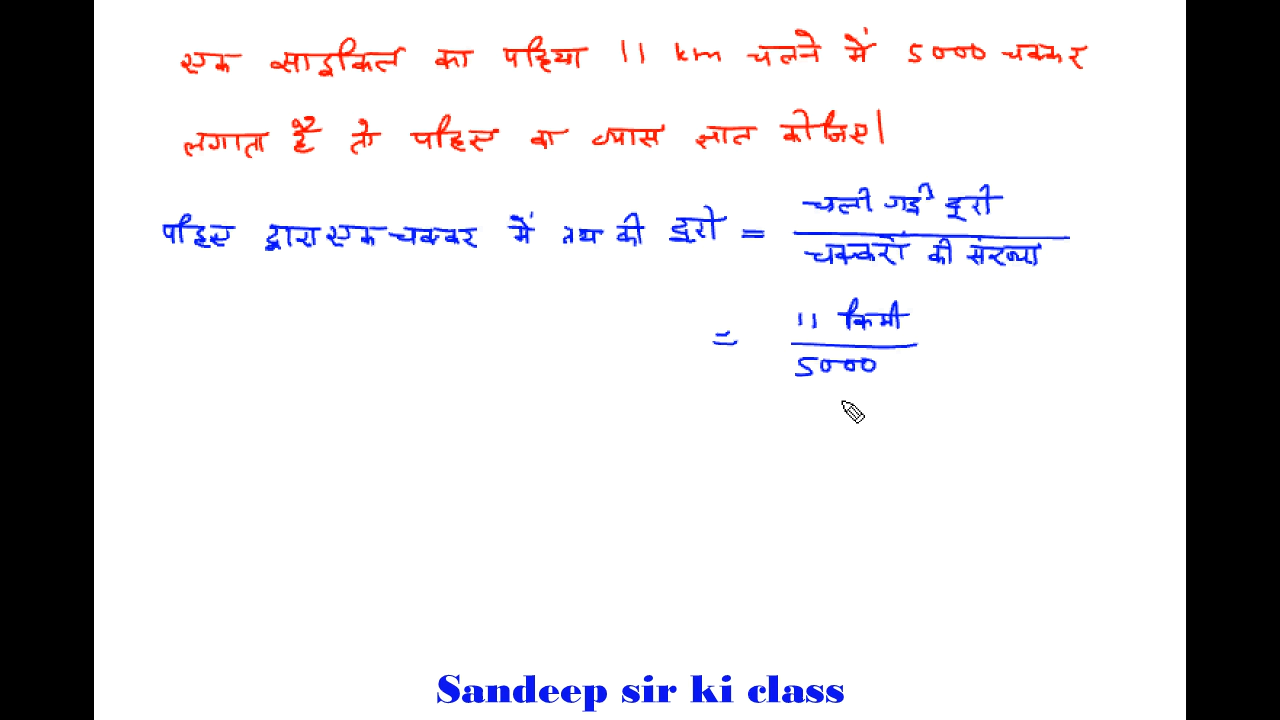 एक साइकिल का पहिया 11 km चलने में 5000 चक्कर
लगाता है तो पहिए का व्यास ज्ञात कीजिए।
पहिए द्वारा एक चक्कर में तय की दूरी = चली गई दूरी
चक्करों की संख्या
= 11 किमी
5000
Sandeep sir ki class